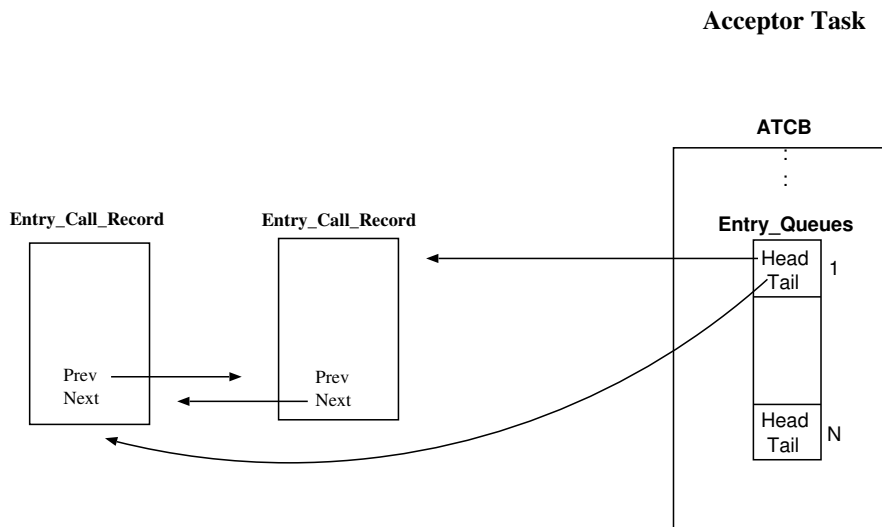 Acceptor Task
ATCB
:
:
Entry_Call_Record
Entry_Call_Record
Entry_Queues
Head
Tail
1
Prev
Next
Prev
Next
Head
Tail
N